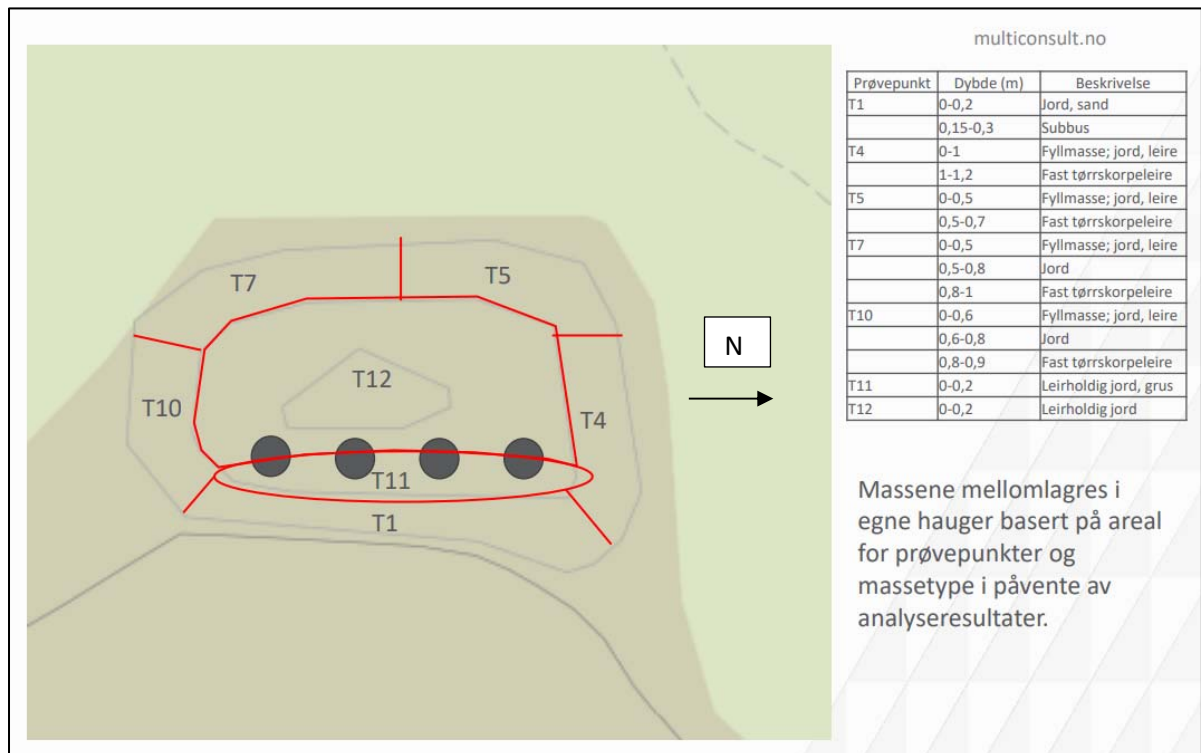 multiconsult.no
Prøvepunkt Dybde (m) Beskrivelse
T1 0-0,2 Jord, sand
0,15-0,3 Subbus
T4 0-1 Fyllmasse; jord, leire
1-1,2 Fast tørrskorpeleire
T5 0-0,5 Fyllmasse; jord, leire
0,5-0,7 Fast tørrskorpeleire
T7 0-0,5 Fyllmasse; jord, leire
0,5-0,8 Jord
0,8-1 Fast tørrskorpeleire
T10 0-0,6 Fyllmasse; jord, leire
0,6-0,8 Jord
0,8-0,9 Fast tørrskorpeleire
T11 0-0,2 Leirholdig jord, grus
T12 0-0,2 Leirholdig jord
T7
T5
N
T12
T10
T4
T11
T1
Massene mellomlagres i
egne hauger basert på areal
for prøvepunkter og
massetype i påvente av
analyseresultater.